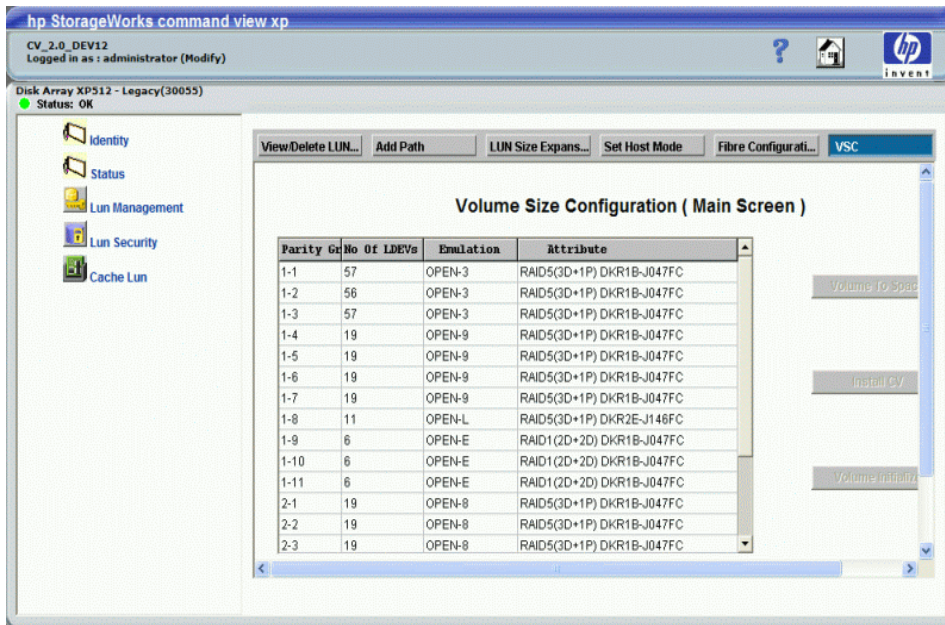 hp StorageWorks command view xp
CV_2.0_DEV12
Logged in as : administrator (Modify)
?
hp
invent
Disk Array XP512 - Legacy(30055)
Status: OK
Identity
Status
Lun Management
Lun Security
Cache Lun
View/Delete LUN... Add Path LUN Size Expans... Set Host Mode Fibre Configurati... VSC
Volume Size Configuration ( Main Screen )
Parity Gr No Of LDEVs Emulation Attribute
1-1 57 OPEN-3 RAID5(3D+1P) DKR1B-J047FC
1-2 56 OPEN-3 RAID5(3D+1P) DKR1B-J047FC
1-3 57 OPEN-3 RAID5(3D+1P) DKR1B-J047FC
1-4 19 OPEN-9 RAID5(3D+1P) DKR1B-J047FC
1-5 19 OPEN-9 RAID5(3D+1P) DKR1B-J047FC
1-6 19 OPEN-9 RAID5(3D+1P) DKR1B-J047FC
1-7 19 OPEN-9 RAID5(3D+1P) DKR1B-J047FC
1-8 11 OPEN-L RAID5(3D+1P) DKR2E-J146FC
1-9 6 OPEN-E RAID1(2D+2D) DKR1B-J047FC
1-10 6 OPEN-E RAID1(2D+2D) DKR1B-J047FC
1-11 6 OPEN-E RAID1(2D+2D) DKR1B-J047FC
2-1 19 OPEN-8 RAID5(3D+1P) DKR1B-J047FC
2-2 19 OPEN-8 RAID5(3D+1P) DKR1B-J047FC
2-3 19 OPEN-8 RAID5(3D+1P) DKR1B-J047FC
Volume To Spac
Install CV
Volume Initializ